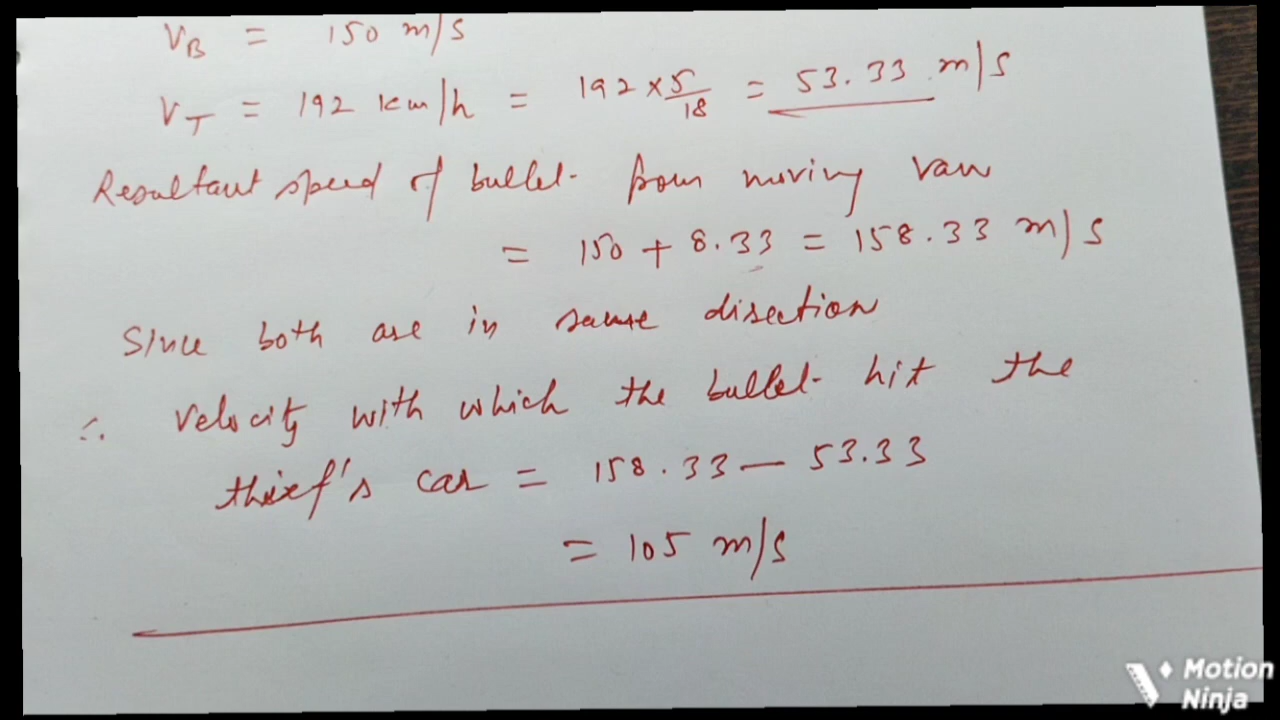 V_B = 150 m/s
V_T = 192 km/h = 192 × 5/18 = 53.33 m/s
Resultant speed of bullet from moving van
= 150 + 8.33 = 158.33 m/s
Since both are in same direction
∴ Velocity with which the bullet hit the
thief's car = 158.33 — 53.33
= 105 m/s
Motion
Ninja